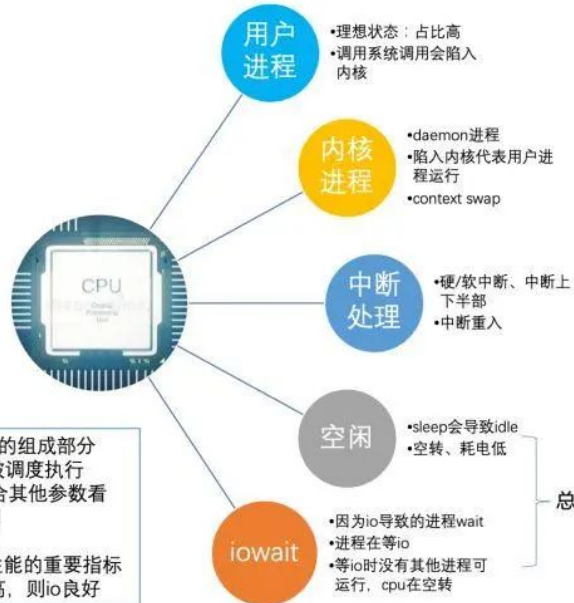 用户
进程
•理想状态：占比高
•调用系统调用会陷入
内核
内核
进程
•daemon进程
•陷入内核代表用户进
程运行
•context swap
CPU
中断
处理
•硬/软中断、中断上
下半部
•中断重入
空闲
•sleep会导致idle
•空转、耗电低
总
iowait
•因为io导致的进程wait
•进程在等io
•等io时没有其他进程可
运行，cpu在空转
的组成部分
调度执行
合其他参数看
生能的重要指标
高，则io良好